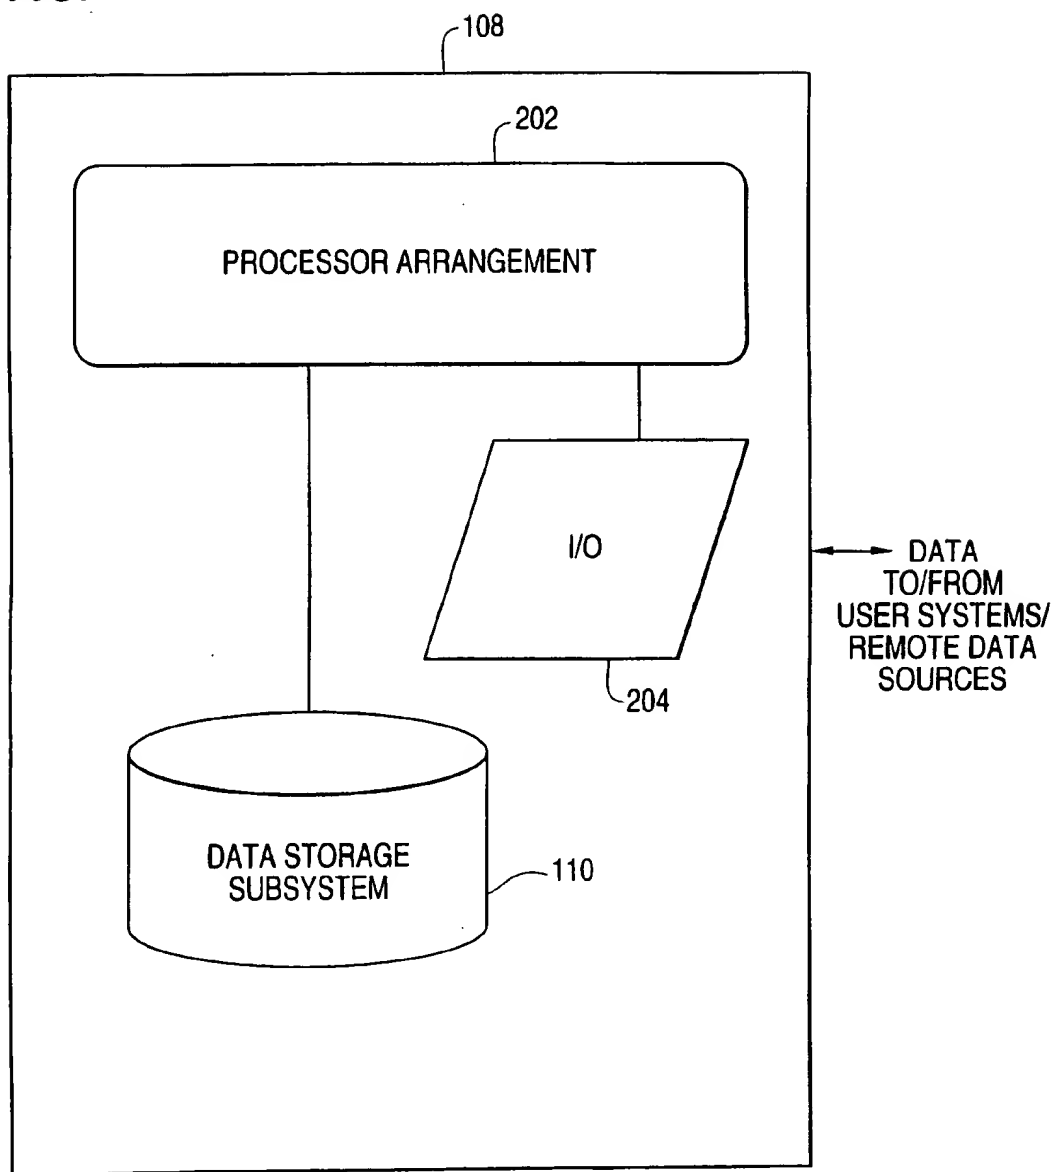 108
202
PROCESSOR ARRANGEMENT
I/O
DATA
TO/FROM
USER SYSTEMS/
REMOTE DATA
SOURCES
204
DATA STORAGE
SUBSYSTEM
110